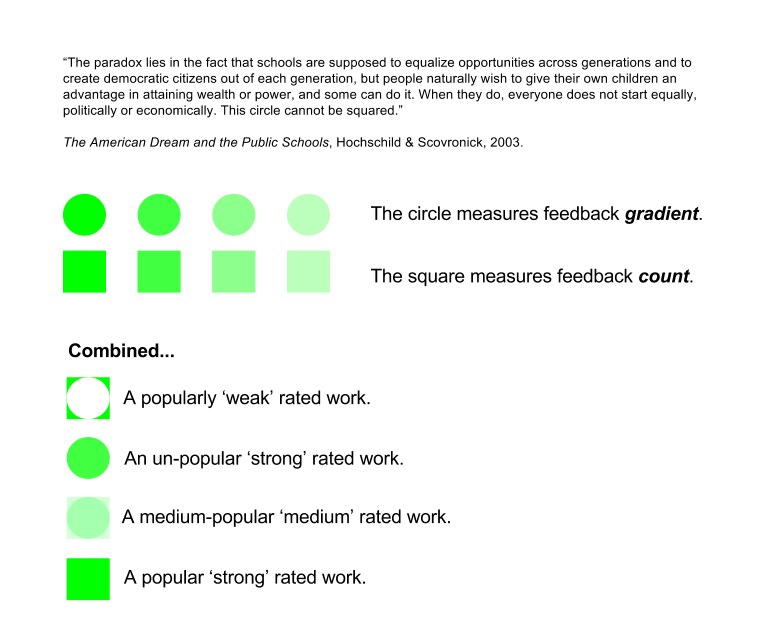 “The paradox lies in the fact that schools are supposed to equalize opportunities across generations and to
create democratic citizens out of each generation, but people naturally wish to give their own children an
advantage in attaining wealth or power, and some can do it. When they do, everyone does not start equally,
politically or economically. This circle cannot be squared.”
The American Dream and the Public Schools, Hochschild & Scovronick, 2003.
The circle measures feedback gradient.
The square measures feedback count.
Combined...
A popularly ‘weak’ rated work.
An un-popular ‘strong’ rated work.
A medium-popular ‘medium’ rated work.
A popular ‘strong’ rated work.